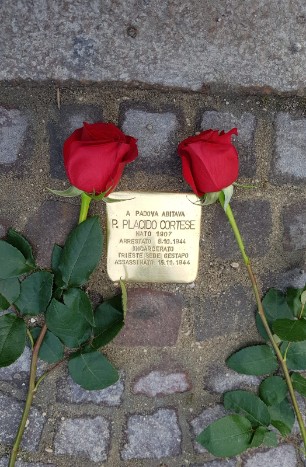 A PADOVA ABITAVA
P. PLACIDO CORTESE
NATO 1907
ARRESTATO 8.10.1944
INCARCERATO
TRIESTE SEDE GESTAPO
ASSASSINATO 15.11.1944